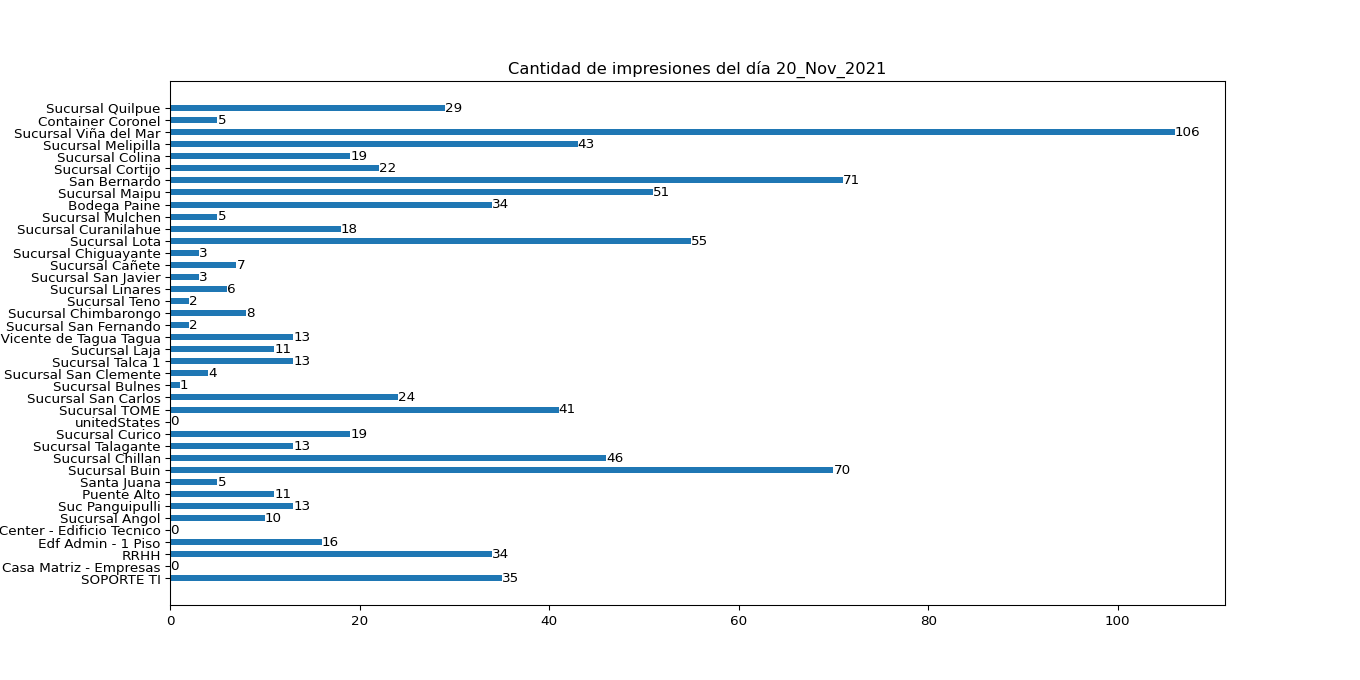 Cantidad de impresiones del día 20_Nov_2021
Sucursal Quilpue 29
Container Coronel 5
Sucursal Viña del Mar 106
Sucursal Melipilla 43
Sucursal Colina 19
Sucursal Cortijo 22
San Bernardo 71
Sucursal Maipu 51
Bodega Paine 34
Sucursal Mulchen 5
Sucursal Curanilahue 18
Sucursal Lota 55
Sucursal Chiguayante 3
Sucursal Cañete 7
Sucursal San Javier 3
Sucursal Linares 6
Sucursal Teno 2
Sucursal Chimbarongo 8
Sucursal San Fernando 2
Vicente de Tagua Tagua 13
Sucursal Laja 11
Sucursal Talca 1 13
Sucursal San Clemente 4
Sucursal Bulnes 1
Sucursal San Carlos 24
Sucursal TOME 41
unitedStates 0
Sucursal Curico 19
Sucursal Talagante 13
Sucursal Chillan 46
Sucursal Buin 70
Santa Juana 5
Puente Alto 11
Suc Panguipulli 13
Sucursal Angol 10
Center - Edificio Tecnico 0
Edf Admin - 1 Piso 16
RRHH 34
Casa Matriz - Empresas 0
SOPORTE TI 35
0 20 40 60 80 100